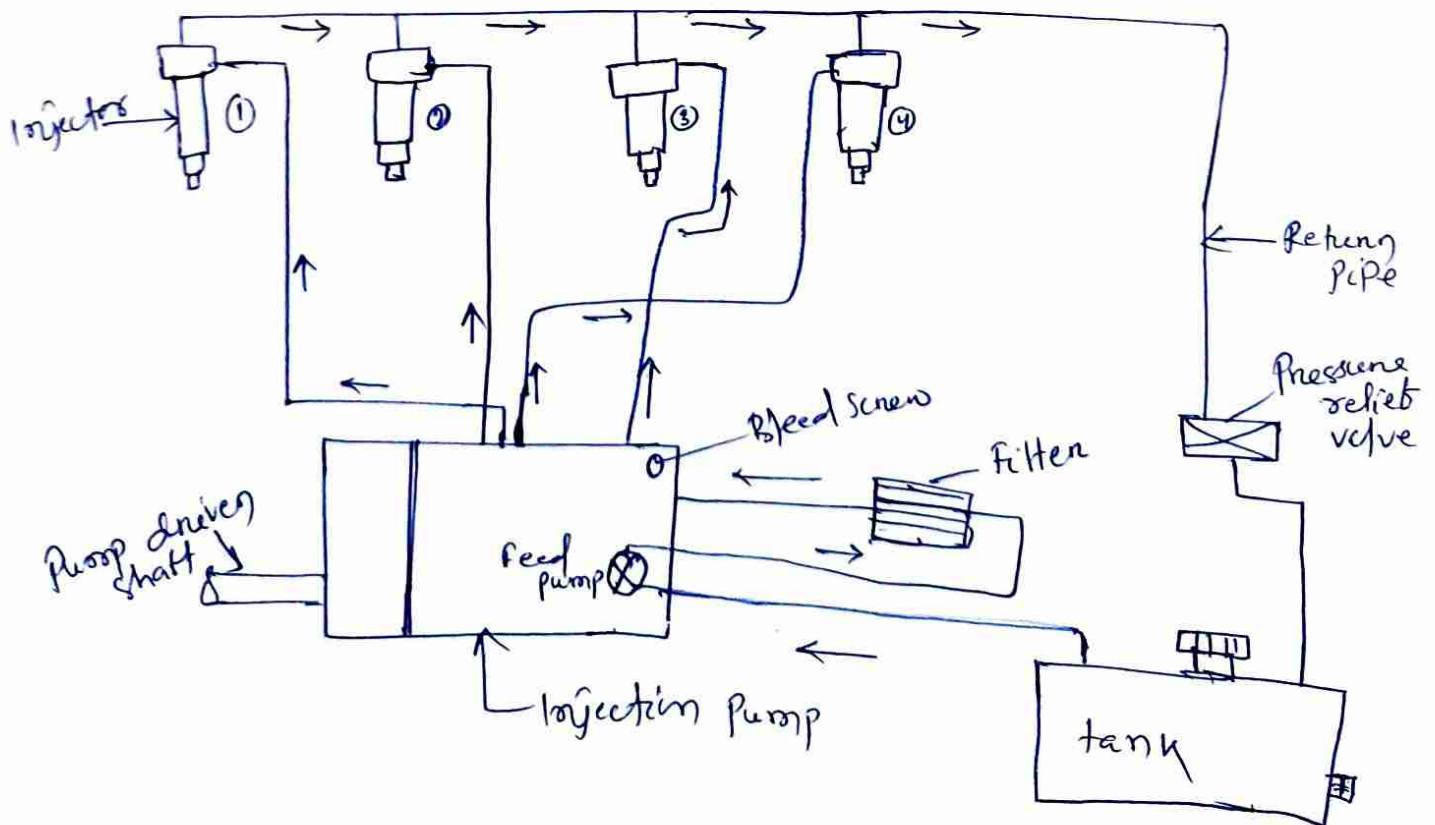 Injector
①
②
③
④
Return
pipe
Pressure
relief
valve
Bleed screw
Filter
Pump driven
shaft
Feed
pump
Injection Pump
tank